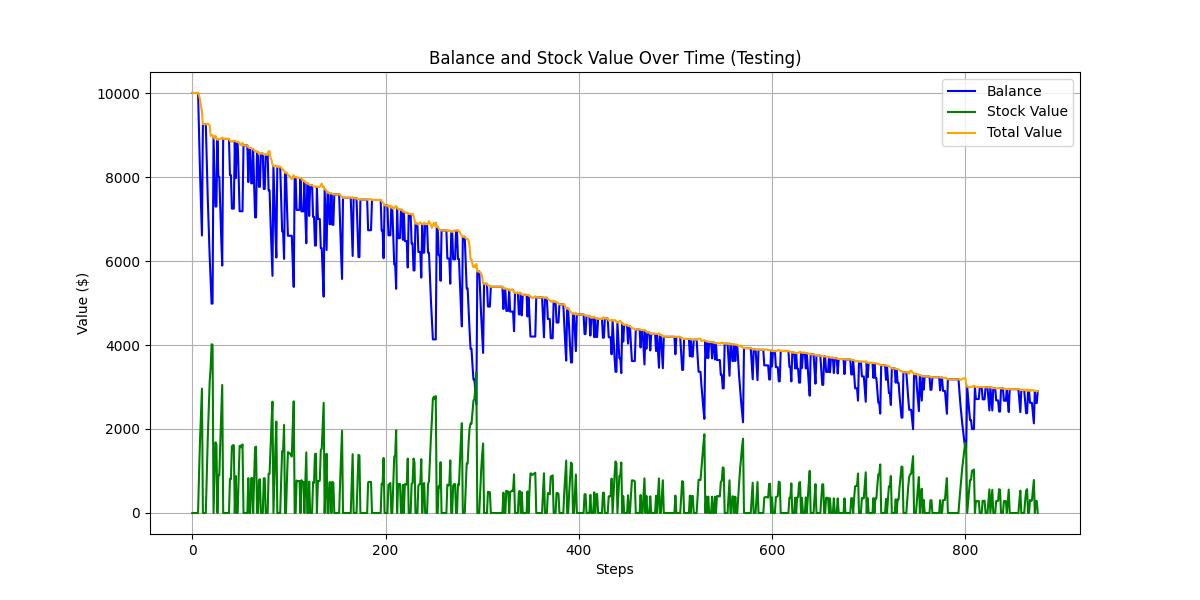 Balance and Stock Value Over Time (Testing)
Balance
Stock Value
Total Value
Value ($)
10000
8000
6000
4000
2000
0
0 200 400 600 800
Steps